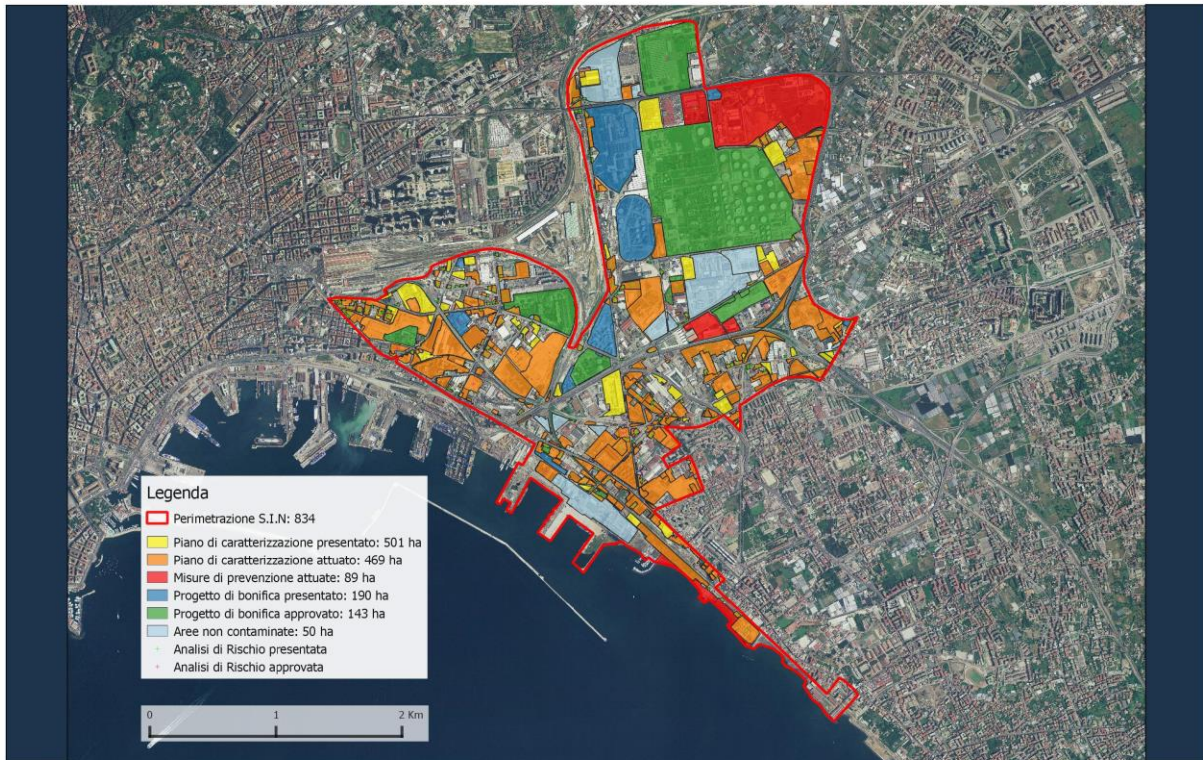 Legenda
Perimetrazione S.I.N: 834
Piano di caratterizzazione presentato: 501 ha
Piano di caratterizzazione attuato: 469 ha
Misure di prevenzione attuate: 89 ha
Progetto di bonifica presentato: 190 ha
Progetto di bonifica approvato: 143 ha
Aree non contaminate: 50 ha
Analisi di Rischio presentata
Analisi di Rischio approvata
0 1 2 Km